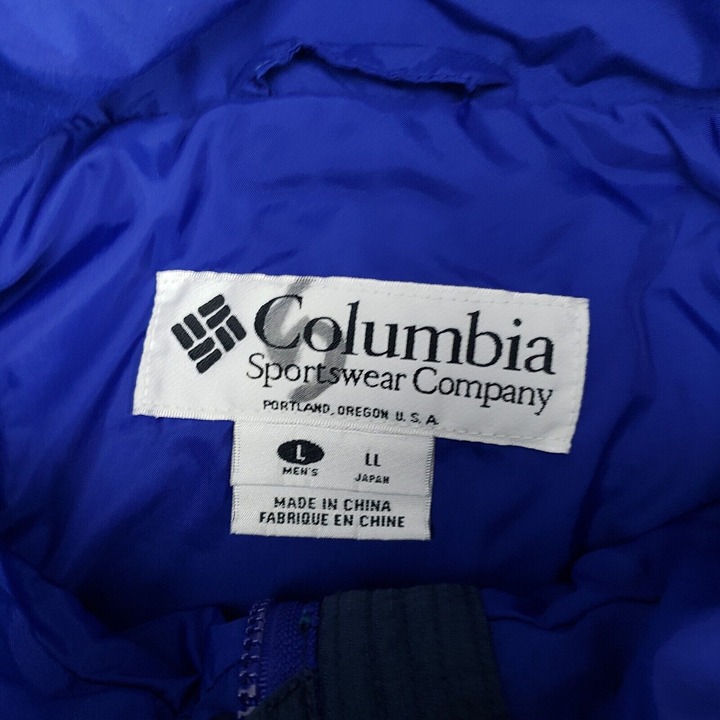 Columbia
Sportswear Company
PORTLAND, OREGON U.S.A
L LL
MEN'S JAPAN
MADE IN CHINA
FABRIQUE EN CHINE